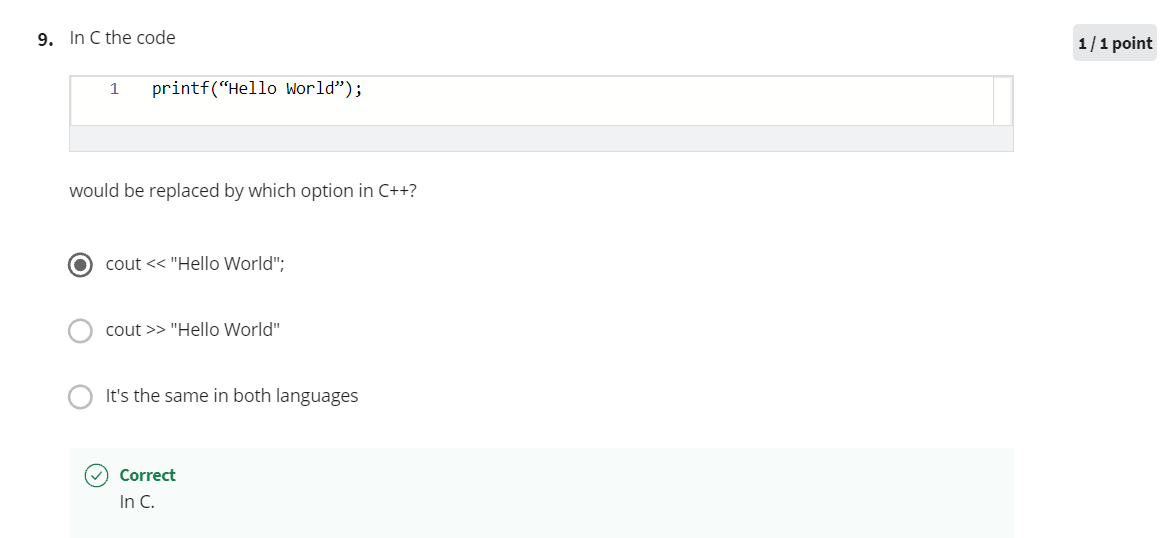 9. In C the code
1 / 1 point
1 printf(“Hello World”);
would be replaced by which option in C++?
cout << "Hello World";
cout >> "Hello World"
It's the same in both languages
Correct
In C.